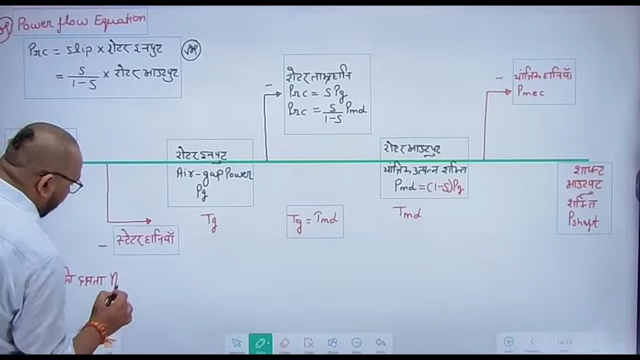 Power flow Equation
Prc = slip × रोटर इनपुट
= S/1-S × रोटर आउटपुट
रोटर ताम्रहानि
Prc = SPg
Prc = S/1-S Pmd
यांत्रिक हानियाँ
Pmec
रोटर इनपुट
Air-gap Power
Pg
Tg
Tg = Tmd
रोटर आउटपुट
यांत्रिक उत्पन्न शक्ति
Pmd = (1-S)Pg
Tmd
शाफ्ट
आउटपुट
शक्ति
Pshaft
स्टेटर हानियाँ
दक्षता η